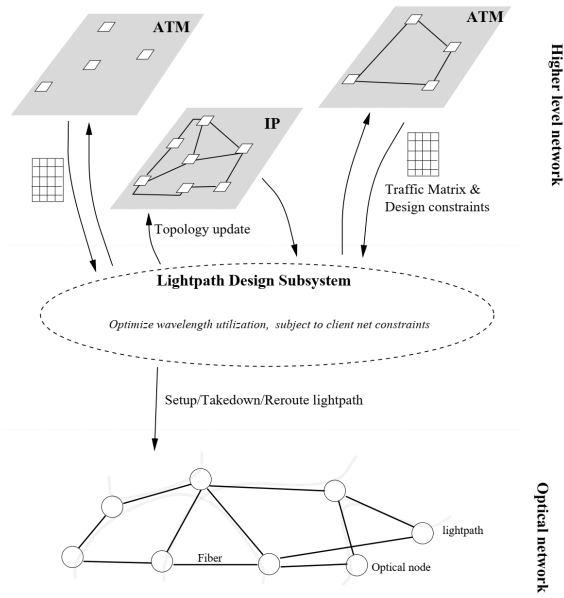 ATM
ATM
Higher level network
IP
Traffic Matrix &
Design constraints
Topology update
Lightpath Design Subsystem
Optimize wavelength utilization, subject to client net constraints
Setup/Takedown/Reroute lightpath
Optical network
lightpath
Fiber
Optical node